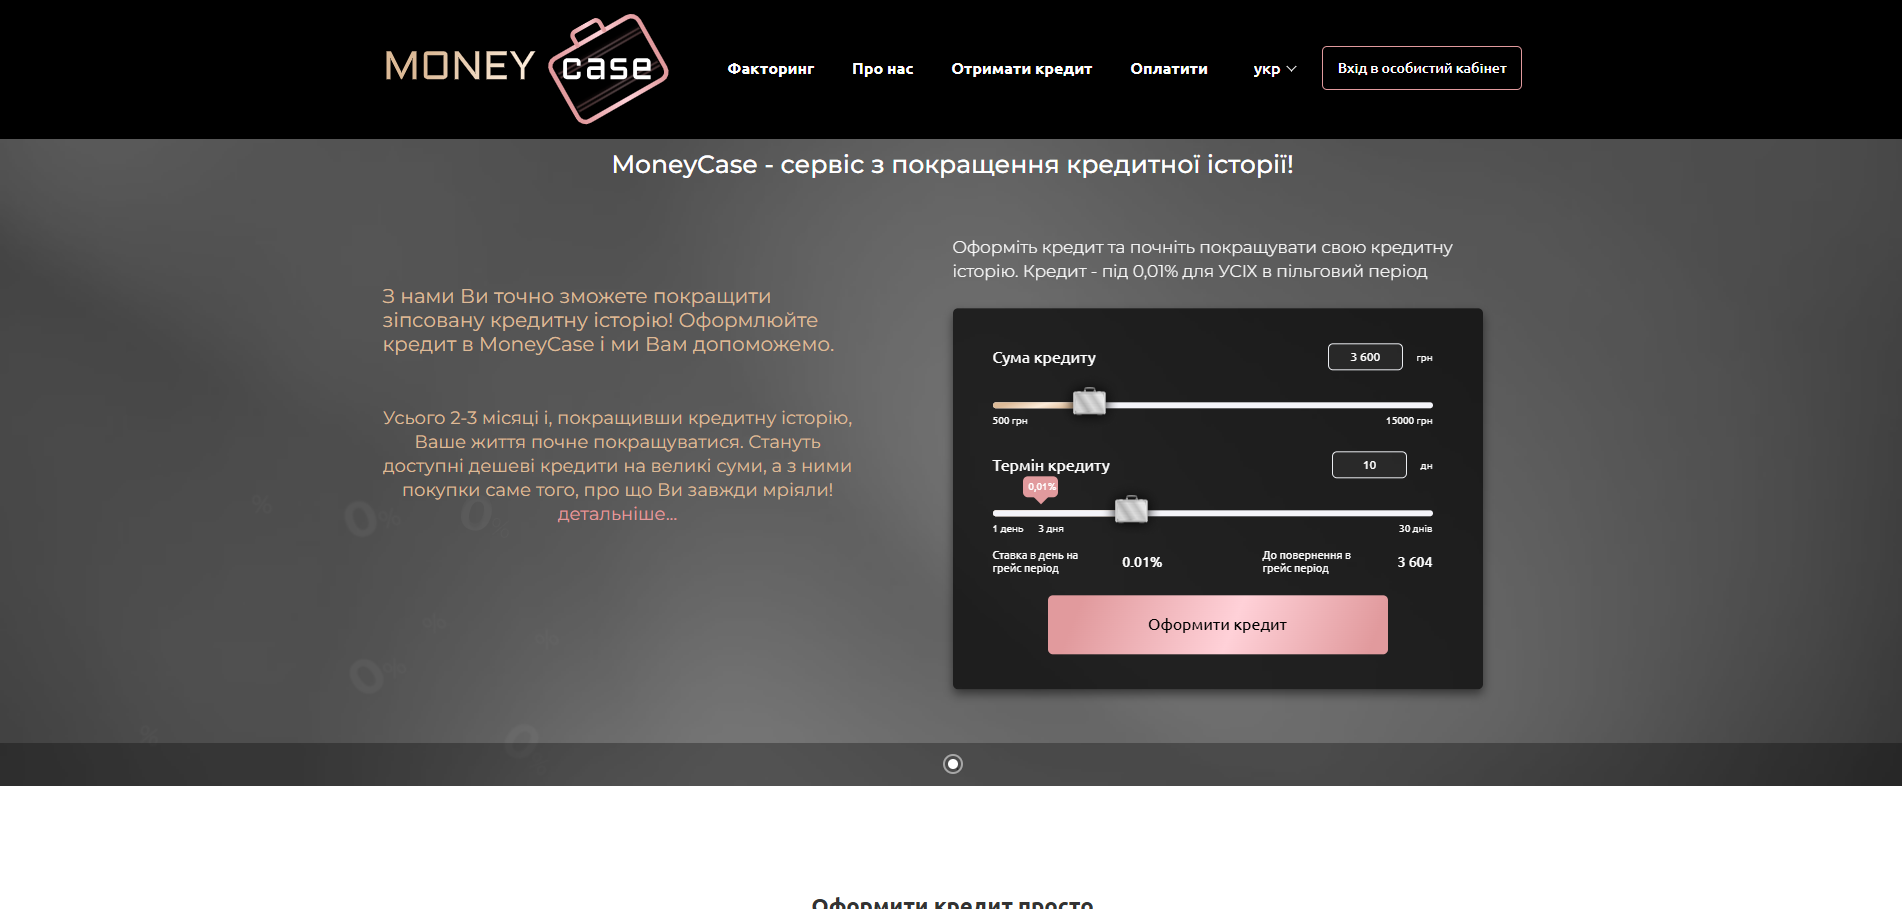 MONEY case
Факторинг
Про нас
Отримати кредит
Оплатити
укр
Вхід в особистий кабінет
MoneyCase - сервіс з покращення кредитної історії!
З нами Ви точно зможете покращити
зіпсовану кредитну історію! Оформлюйте
кредит в MoneyCase і ми Вам допоможемо.
Усього 2-3 місяці і, покращивши кредитну історію,
Ваше життя почне покращуватися. Стануть
доступні дешеві кредити на великі суми, а з ними
покупки саме того, про що Ви завжди мріяли!
детальніше...
Оформіть кредит та почніть покращувати свою кредитну
історію. Кредит - під 0,01% для УСІХ в пільговий період
Сума кредиту
3 600 грн
500 грн
15000 грн
Термін кредиту
10 дн
0,01%
1 день
3 дня
30 днів
Ставка в день на
грейс період
0.01%
До повернення в
грейс період
3 604
Оформити кредит
0%
0%
%
%
%
0%
0
%
Оформити кредит просто